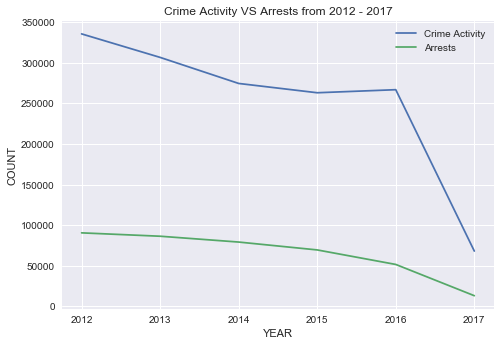 Crime Activity VS Arrests from 2012 - 2017
350000
Crime Activity
Arrests
300000
250000
200000
COUNT
150000
100000
50000
0
2012 2013 2014 2015 2016 2017
YEAR